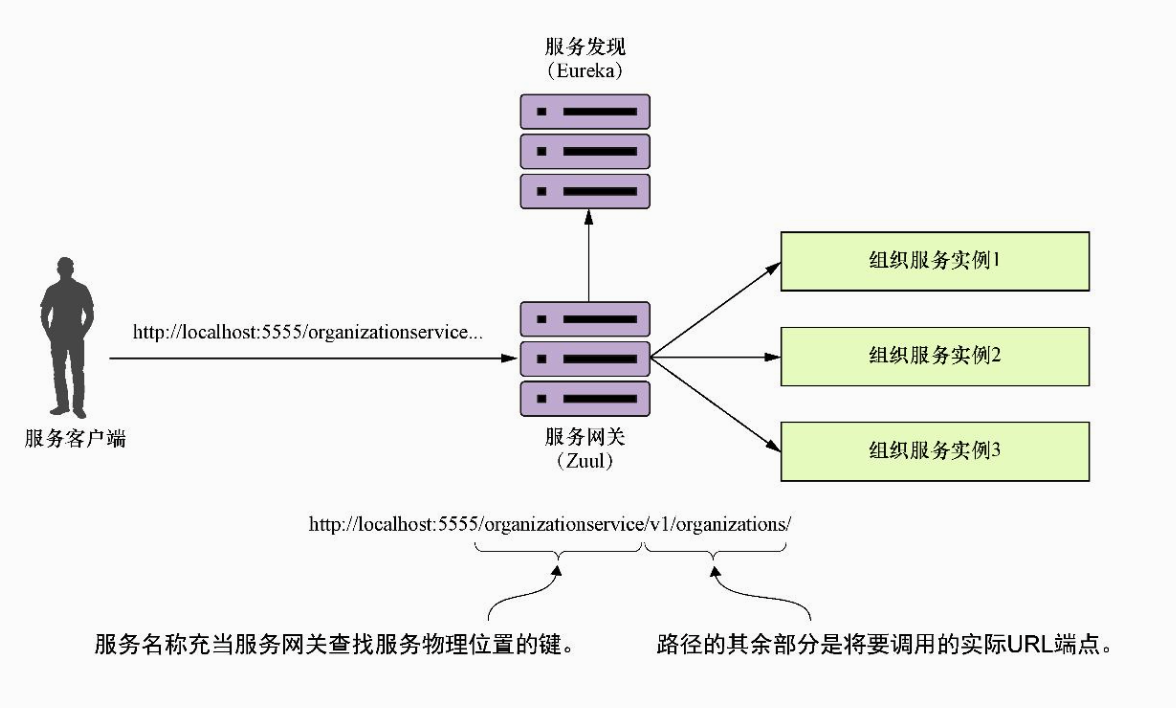 服务发现
（Eureka）
http://localhost:5555/organizationservice...
服务客户端
服务网关
（Zuul）
组织服务实例1
组织服务实例2
组织服务实例3
http://localhost:5555/organizationservice/v1/organizations/
服务名称充当服务网关查找服务物理位置的键。
路径的其余部分是将要调用的实际URL端点。